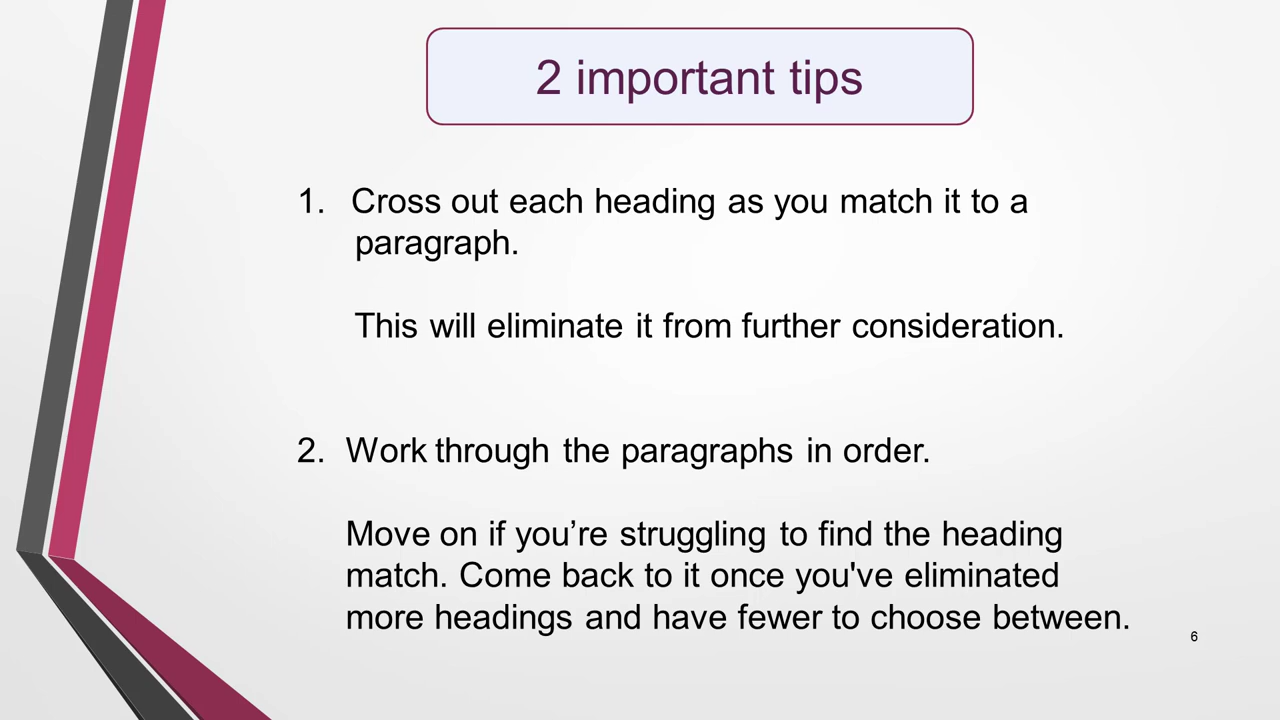 2 important tips
1. Cross out each heading as you match it to a
paragraph.
This will eliminate it from further consideration.
2. Work through the paragraphs in order.
Move on if you’re struggling to find the heading
match. Come back to it once you've eliminated
more headings and have fewer to choose between.
6